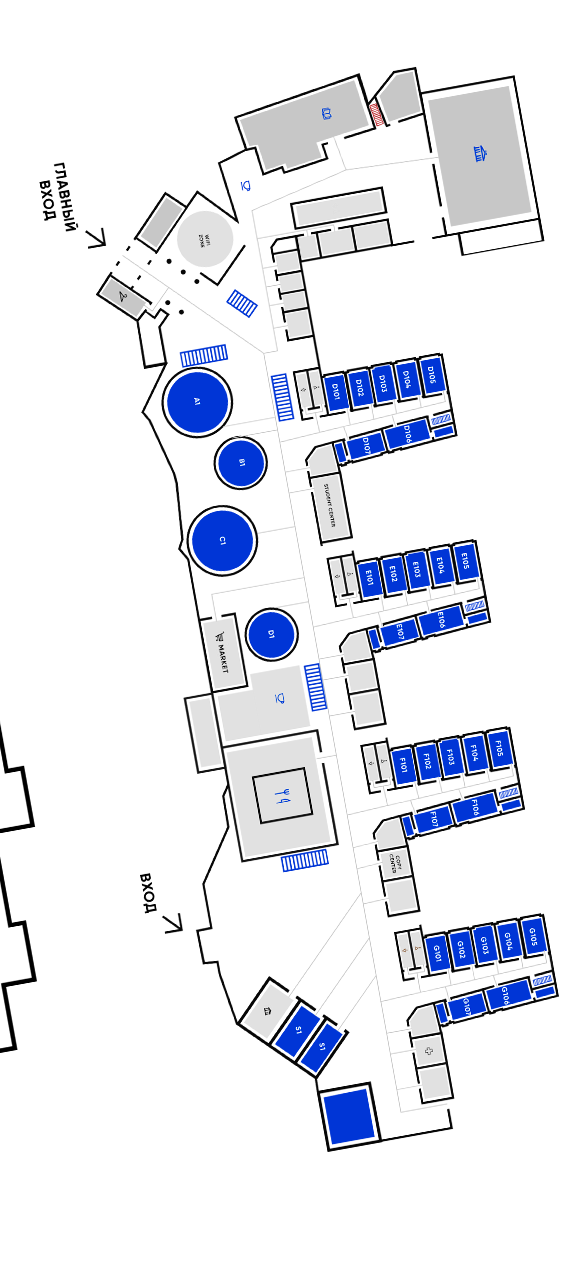 ГЛАВНЫЙ
ВХОД
WIFI
ZONE
A1
B1
C1
D1
D101
D102
D103
D104
D105
D106
D107
STUDENT CENTER
E101
E102
E103
E104
E105
E106
E107
MARKET
F101
F102
F103
F104
F105
F106
F107
COPY
CENTER
ВХОД
G101
G102
G103
G104
G105
G106
G107
S1
S1